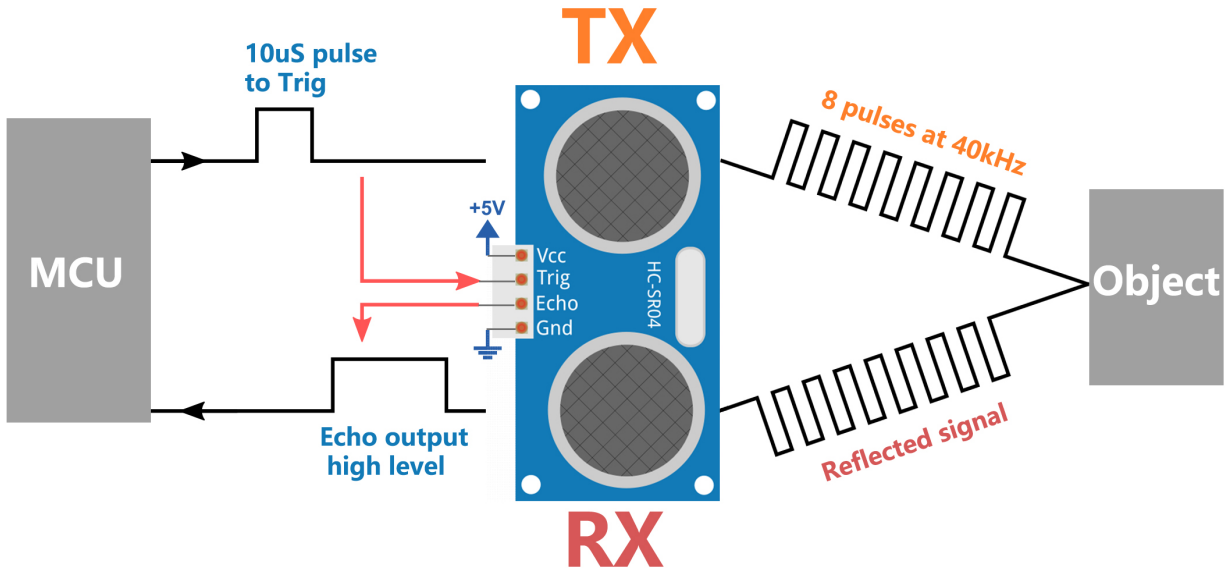 TX
10uS pulse
to Trig
8 pulses at 40kHz
MCU
+5V
Vcc
Trig
Echo
Gnd
HC-SR04
Object
Echo output
high level
Reflected signal
RX